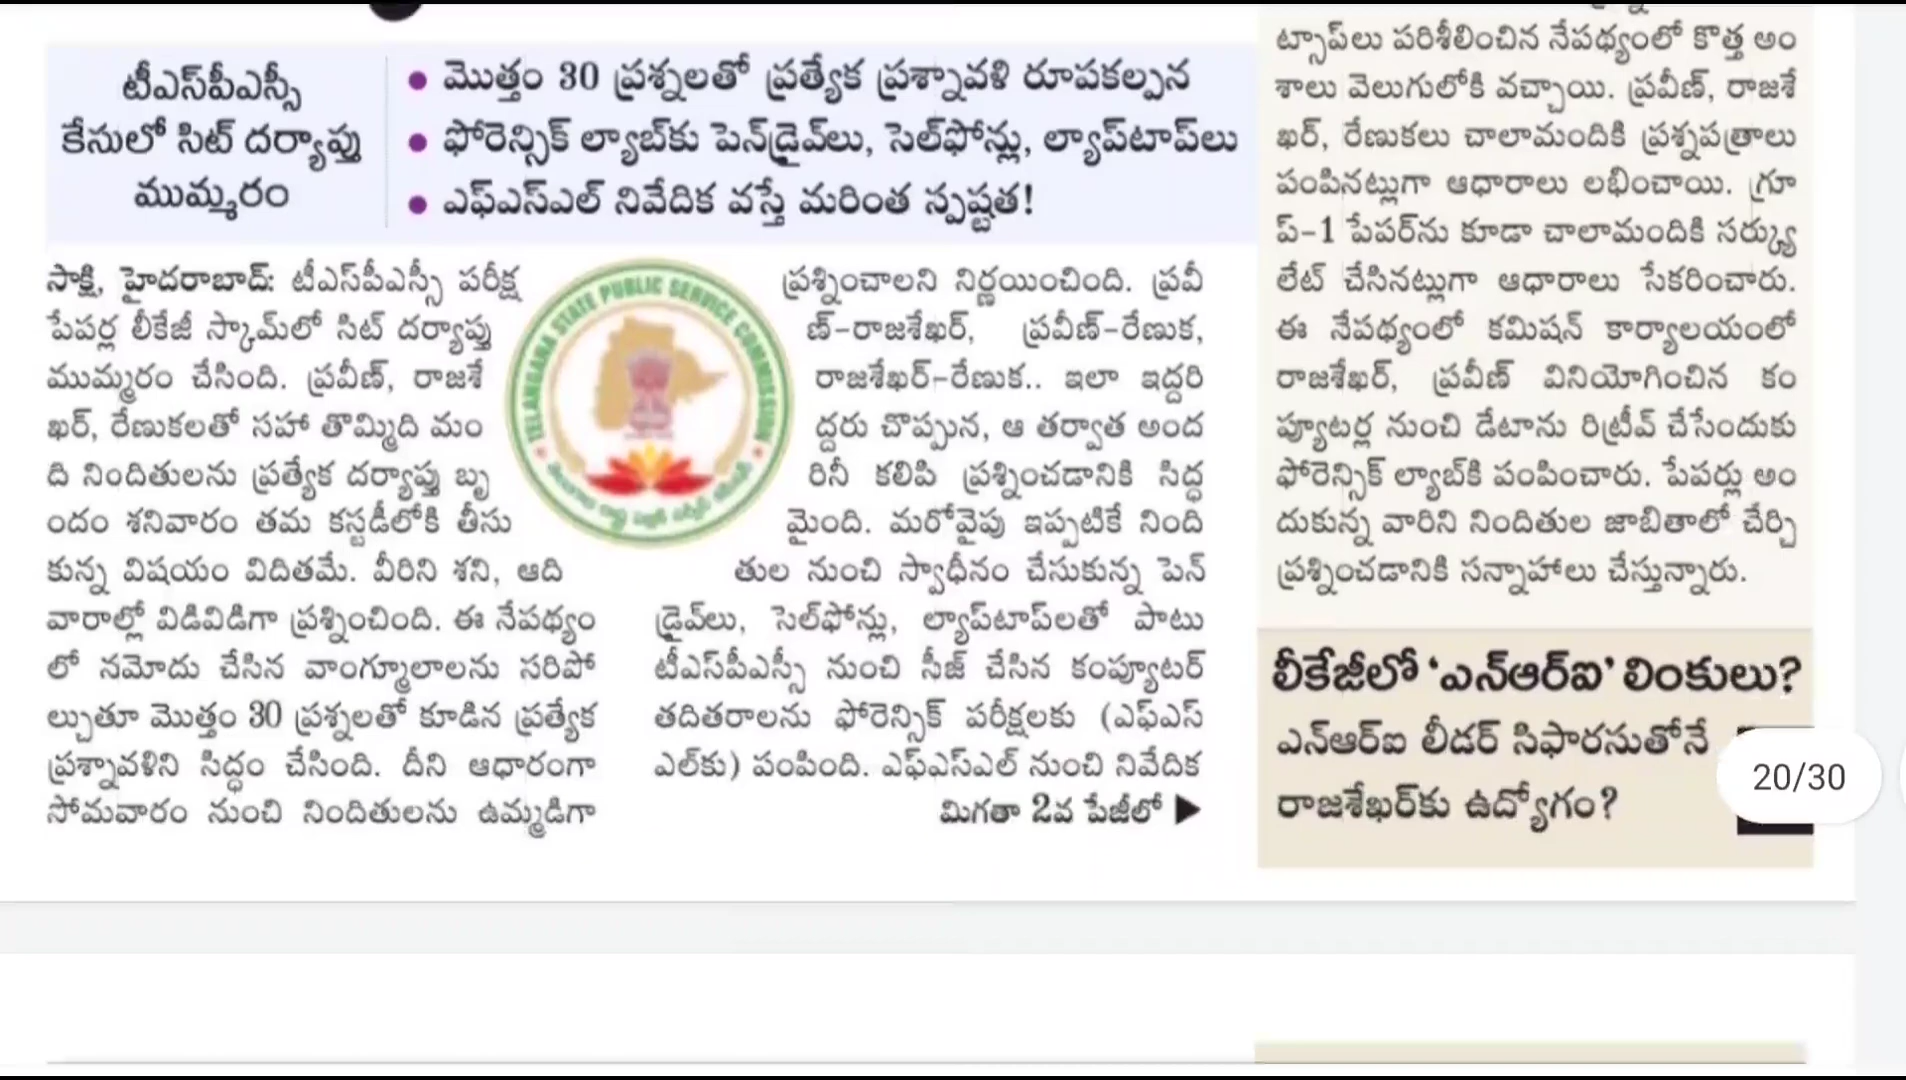 టీఎస్‌పీఎస్సీ
కేసులో సిట్ దర్యాప్తు
ముమ్మరం
• మొత్తం 30 ప్రశ్నలతో ప్రత్యేక ప్రశ్నావళి రూపకల్పన
• ఫోరెన్సిక్ ల్యాబ్‌కు పెన్‌డ్రైవ్‌లు, సెల్‌ఫోన్లు, ల్యాప్‌టాప్‌లు
• ఎఫ్ఎస్ఎల్ నివేదిక వస్తే మరింత స్పష్టత!
సాక్షి, హైదరాబాద్: టీఎస్‌పీఎస్సీ పరీక్ష
పేపర్ల లీకేజీ స్కామ్‌లో సిట్ దర్యాప్తు
ముమ్మరం చేసింది. ప్రవీణ్, రాజశే
ఖర్, రేణుకలతో సహా తొమ్మిది మం
ది నిందితులను ప్రత్యేక దర్యాప్తు బృ
ందం శనివారం తమ కస్టడీలోకి తీసు
కున్న విషయం విదితమే. వీరిని శని, ఆది
వారాల్లో విడివిడిగా ప్రశ్నించింది. ఈ నేపథ్యం
లో నమోదు చేసిన వాంగ్మూలాలను సరిపో
ల్చుతూ మొత్తం 30 ప్రశ్నలతో కూడిన ప్రత్యేక
ప్రశ్నావళిని సిద్ధం చేసింది. దీని ఆధారంగా
సోమవారం నుంచి నిందితులను ఉమ్మడిగా
TELANGANA STATE PUBLIC SERVICE COMMISSION
ప్రశ్నించాలని నిర్ణయించింది. ప్రవీ
ణ్-రాజశేఖర్, ప్రవీణ్-రేణుక,
రాజశేఖర్-రేణుక.. ఇలా ఇద్దరి
ద్దరు చొప్పున, ఆ తర్వాత అంద
రినీ కలిపి ప్రశ్నించడానికి సిద్ధ
మైంది. మరోవైపు ఇప్పటికే నింది
తుల నుంచి స్వాధీనం చేసుకున్న పెన్
డ్రైవ్‌లు, సెల్‌ఫోన్లు, ల్యాప్‌టాప్‌లతో పాటు
టీఎస్‌పీఎస్సీ నుంచి సీజ్ చేసిన కంప్యూటర్
తదితరాలను ఫోరెన్సిక్ పరీక్షలకు (ఎఫ్ఎస్
ఎల్‌కు) పంపింది. ఎఫ్ఎస్ఎల్ నుంచి నివేదిక
మిగతా 2వ పేజీలో ▶
ట్సాప్‌లు పరిశీలించిన నేపథ్యంలో కొత్త అం
శాలు వెలుగులోకి వచ్చాయి. ప్రవీణ్, రాజశే
ఖర్, రేణుకలు చాలామందికి ప్రశ్నపత్రాలు
పంపినట్లుగా ఆధారాలు లభించాయి. గ్రూ
ప్-1 పేపర్‌ను కూడా చాలామందికి సర్క్యు
లేట్ చేసినట్లుగా ఆధారాలు సేకరించారు.
ఈ నేపథ్యంలో కమిషన్ కార్యాలయంలో
రాజశేఖర్, ప్రవీణ్ వినియోగించిన కం
ప్యూటర్ల నుంచి డేటాను రిట్రీవ్ చేసేందుకు
ఫోరెన్సిక్ ల్యాబ్‌కి పంపించారు. పేపర్లు అం
దుకున్న వారిని నిందితుల జాబితాలో చేర్చి
ప్రశ్నించడానికి సన్నాహాలు చేస్తున్నారు.
లీకేజీలో ‘ఎన్ఆర్ఐ’ లింకులు?
ఎన్ఆర్ఐ లీడర్ సిఫారసుతోనే
రాజశేఖర్‌కు ఉద్యోగం?
20/30